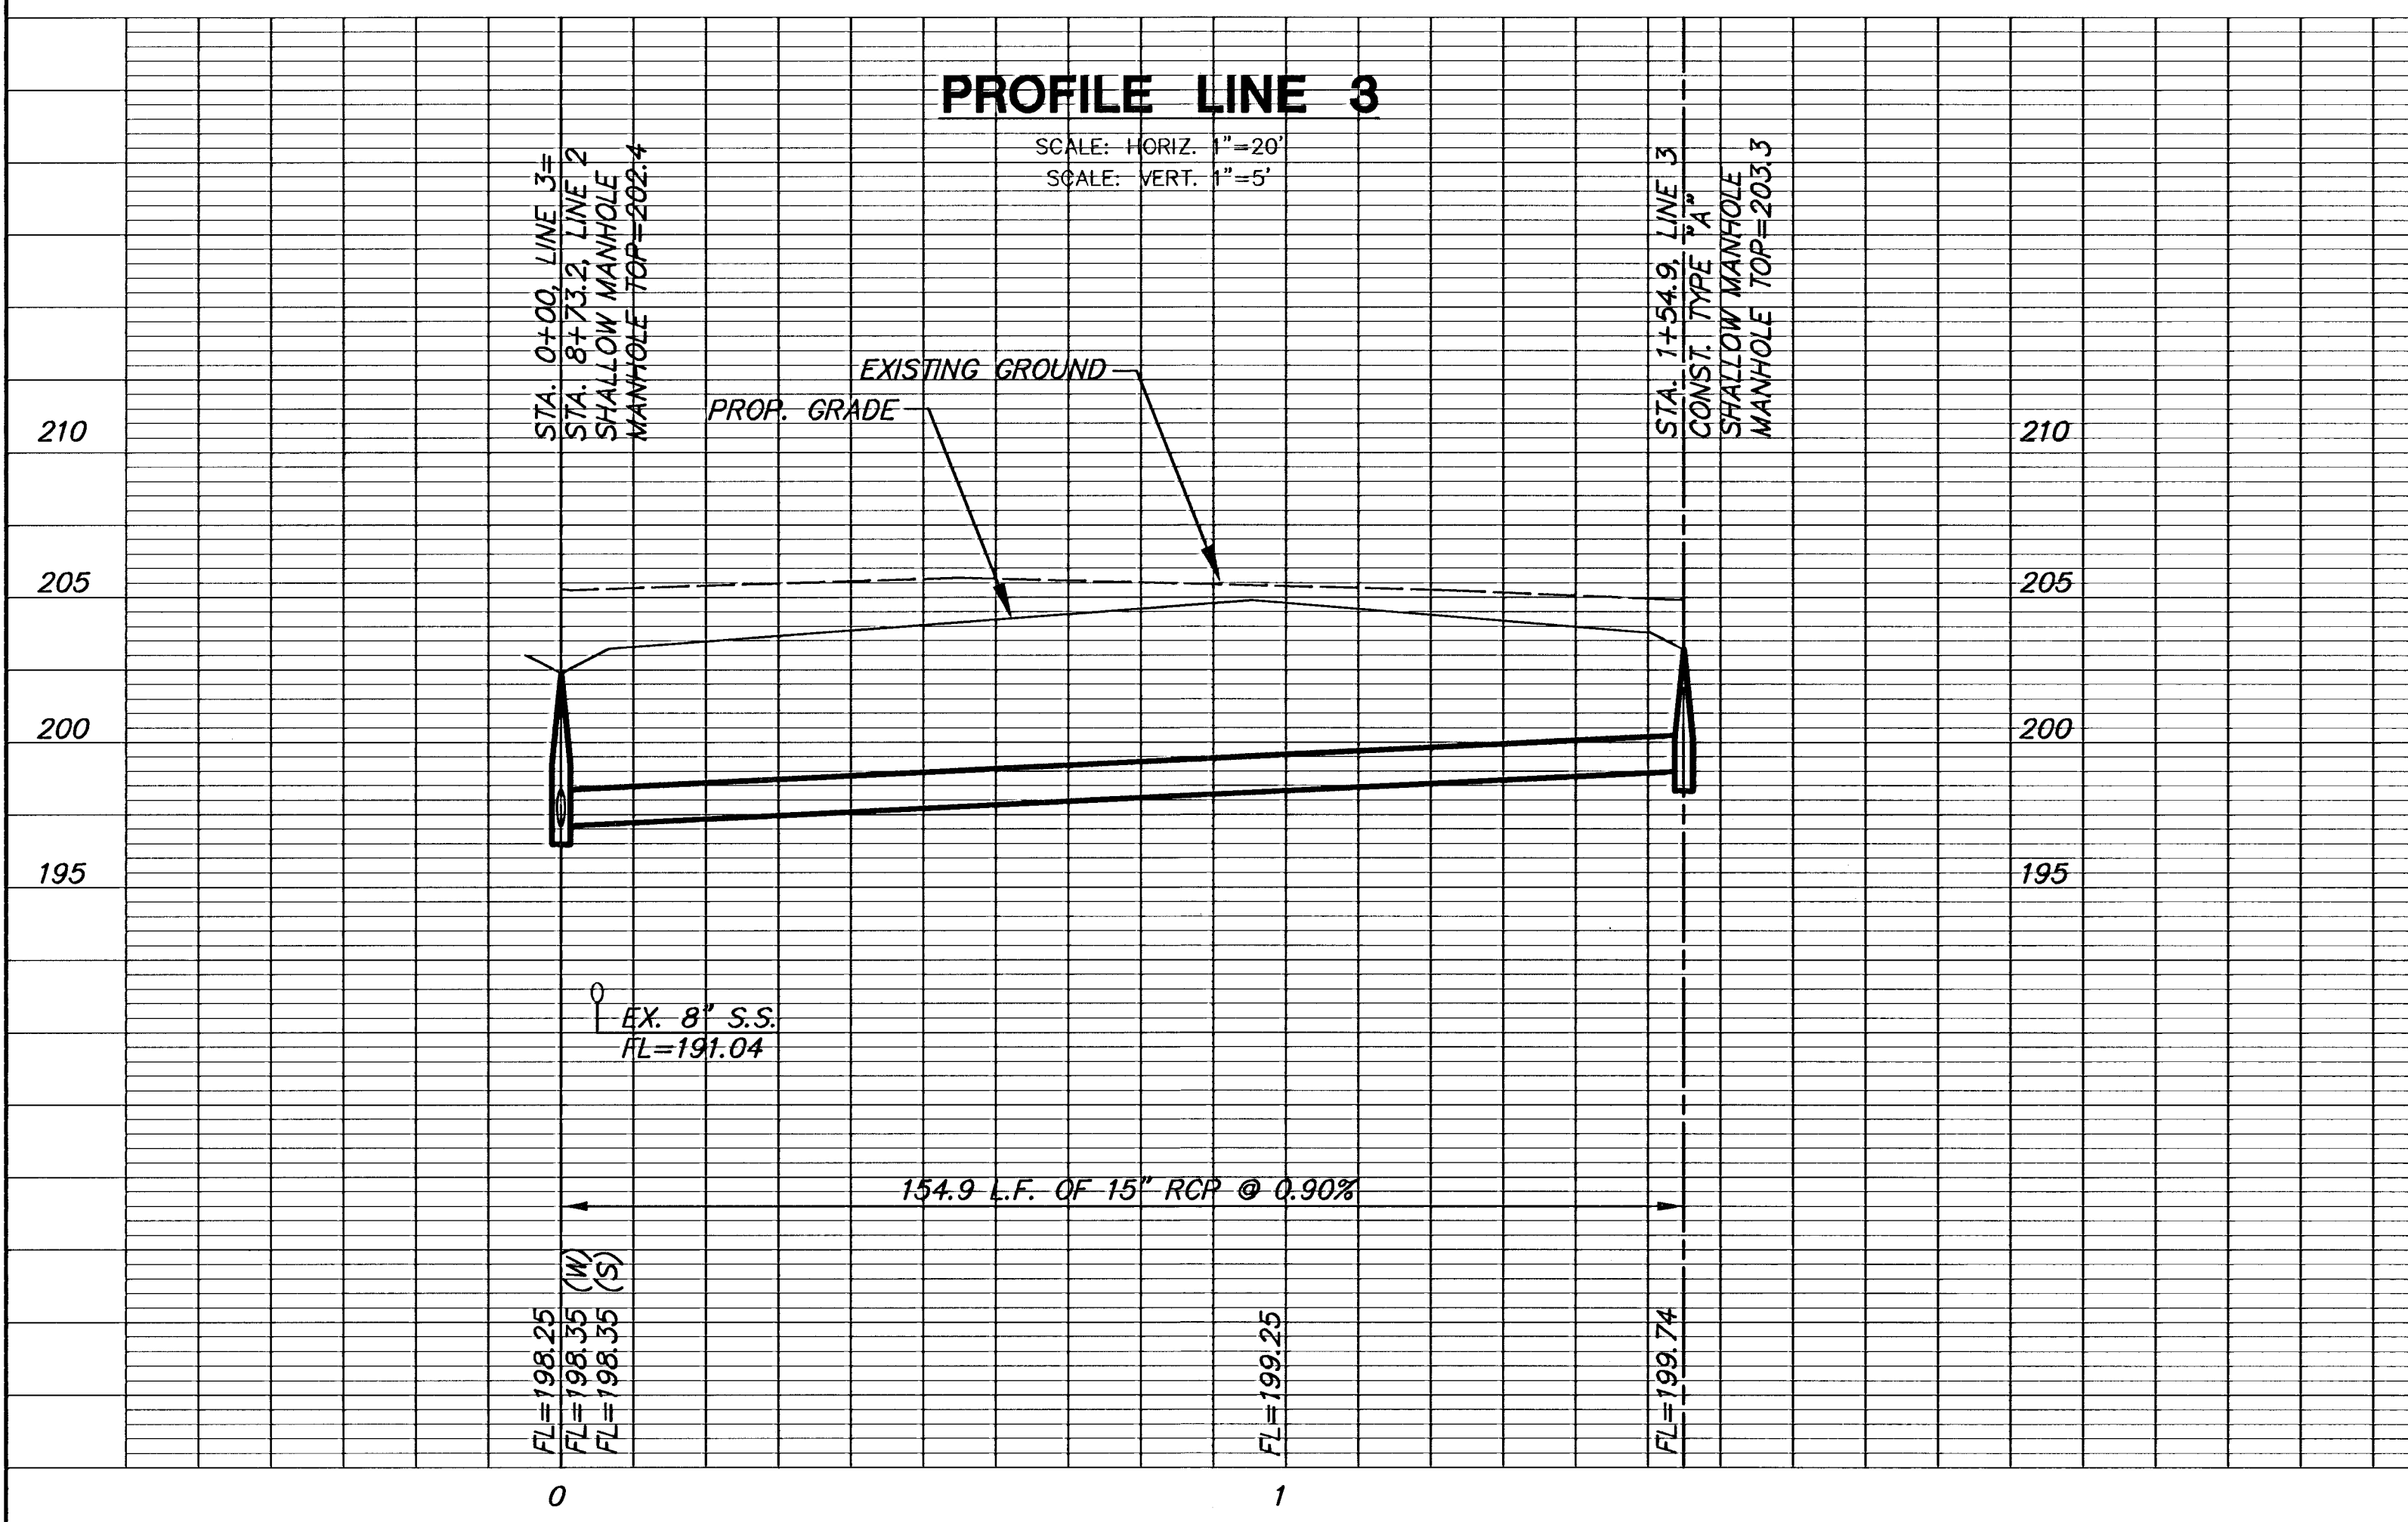 PROFILE LINE 3
SCALE: HORIZ. 1"=20'
SCALE: VERT. 1"=5'
STA. 0+00, LINE 3=
STA. 8+73.2, LINE 2
SHALLOW MANHOLE
MANHOLE TOP=202.4
STA. 1+54.9, LINE 3
CONST. TYPE "A"
SHALLOW MANHOLE
MANHOLE TOP=203.3
EXISTING GROUND
PROP. GRADE
210
210
205
205
200
200
195
195
EX. 8" S.S.
FL=191.04
154.9 L.F. OF 15" RCP @ 0.90%
FL=198.25
FL=198.35 (W)
FL=198.35 (S)
FL=199.25
FL=199.74
0
1